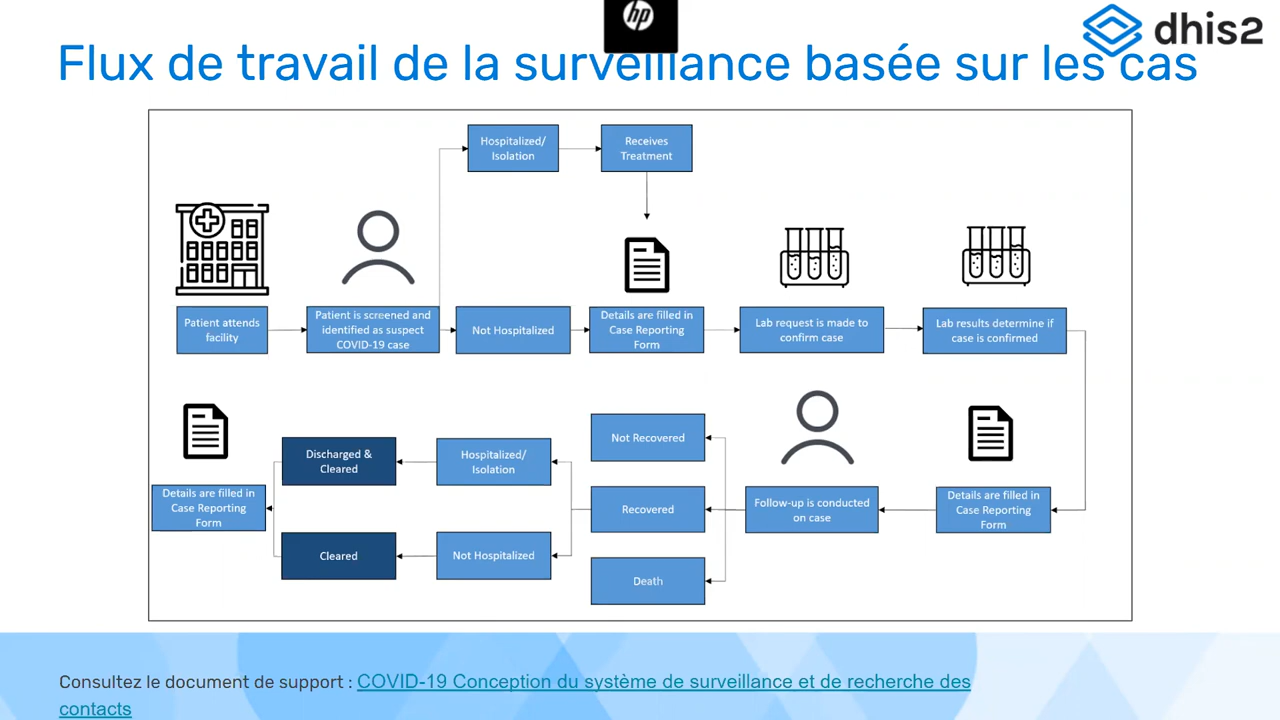 hp
dhis2
Flux de travail de la surveillance basée sur les cas
Hospitalized/
Isolation
Receives
Treatment
Patient attends
facility
Patient is screened and
identified as suspect
COVID-19 case
Not Hospitalized
Details are filled in
Case Reporting
Form
Lab request is made to
confirm case
Lab results determine if
case is confirmed
Details are filled in
Case Reporting
Form
Discharged &
Cleared
Hospitalized/
Isolation
Not Recovered
Recovered
Follow-up is conducted
on case
Details are filled in
Case Reporting
Form
Cleared
Not Hospitalized
Death
Consultez le document de support : COVID-19 Conception du système de surveillance et de recherche des
contacts